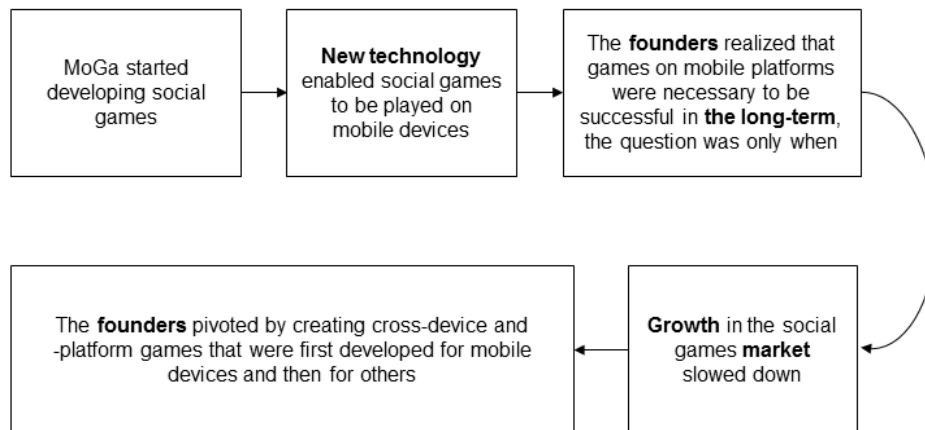 MoGa started
developing social
games
New technology
enabled social games
to be played on
mobile devices
The founders realized that
games on mobile platforms
were necessary to be
successful in the long-term,
the question was only when
Growth in the social
games market
slowed down
The founders pivoted by creating cross-device and
-platform games that were first developed for mobile
devices and then for others